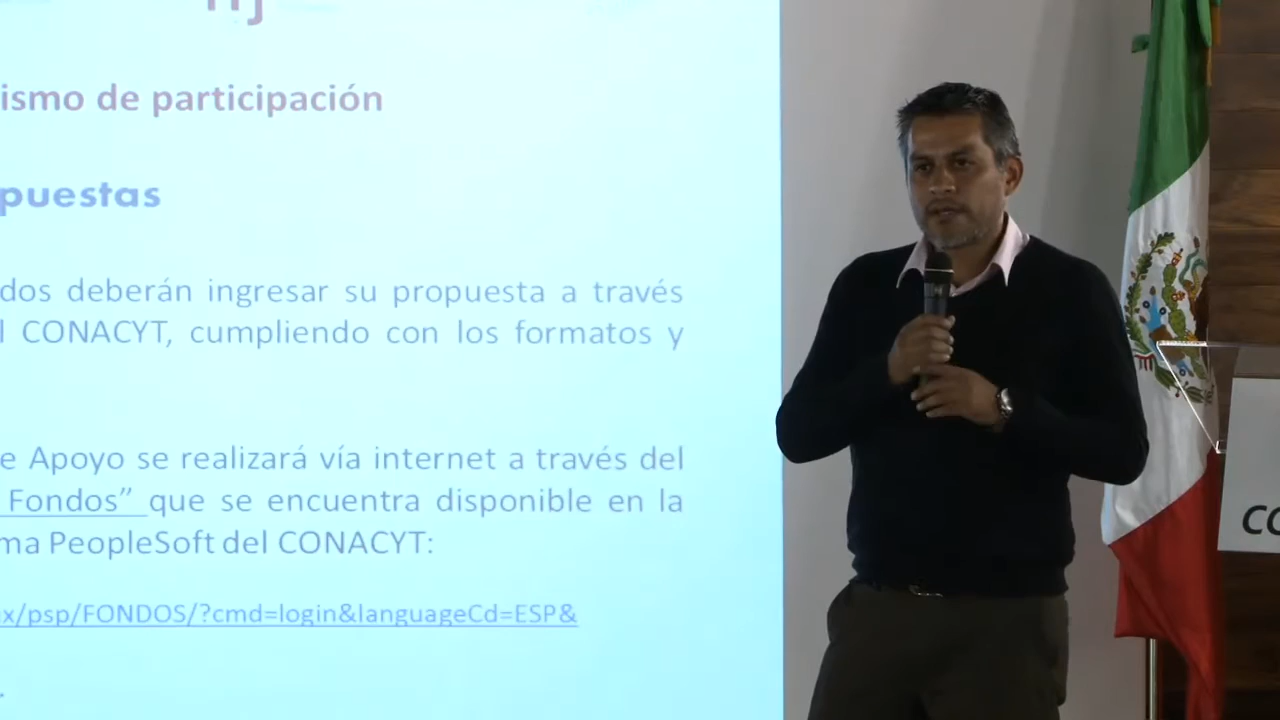 ismo de participación
puestas
dos deberán ingresar su propuesta a través
l CONACYT, cumpliendo con los formatos y
e Apoyo se realizará vía internet a través del
Fondos” que se encuentra disponible en la
ma PeopleSoft del CONACYT:
x/psp/FONDOS/?cmd=login&languageCd=ESP&
CO